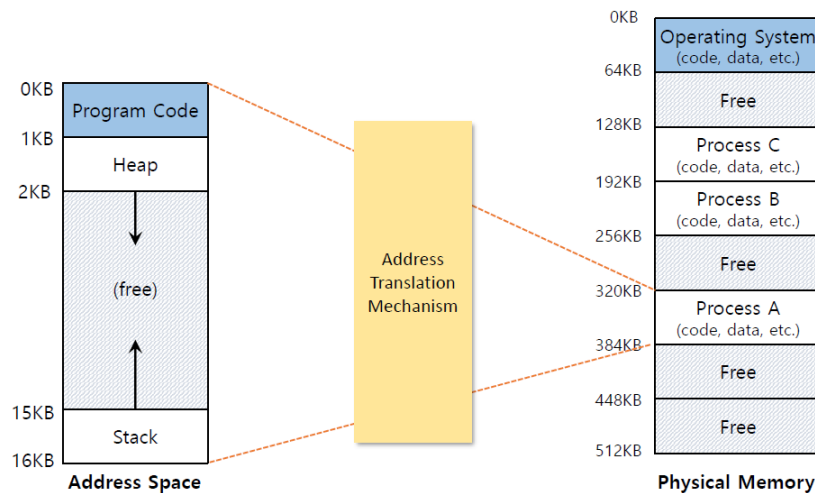 0KB
Program Code
1KB
Heap
2KB
(free)
15KB
Stack
16KB
Address Space
Address
Translation
Mechanism
0KB
Operating System
(code, data, etc.)
64KB
Free
128KB
Process C
(code, data, etc.)
192KB
Process B
(code, data, etc.)
256KB
Free
320KB
Process A
(code, data, etc.)
384KB
Free
448KB
Free
512KB
Physical Memory